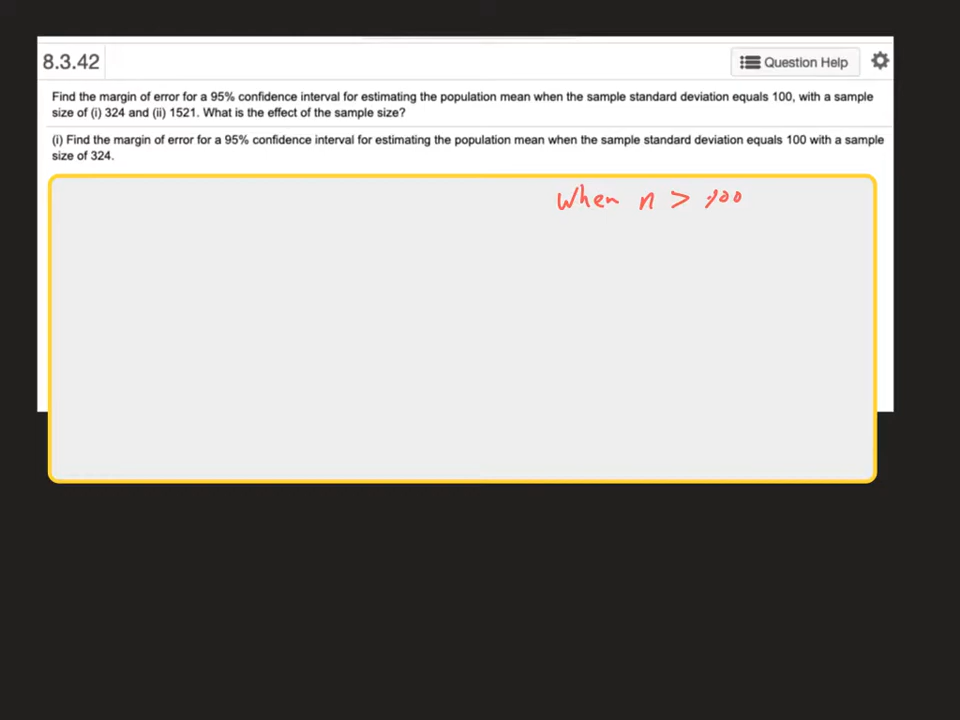 8.3.42
Question Help
Find the margin of error for a 95% confidence interval for estimating the population mean when the sample standard deviation equals 100, with a sample
size of (i) 324 and (ii) 1521. What is the effect of the sample size?
(i) Find the margin of error for a 95% confidence interval for estimating the population mean when the sample standard deviation equals 100 with a sample
size of 324.
When n >